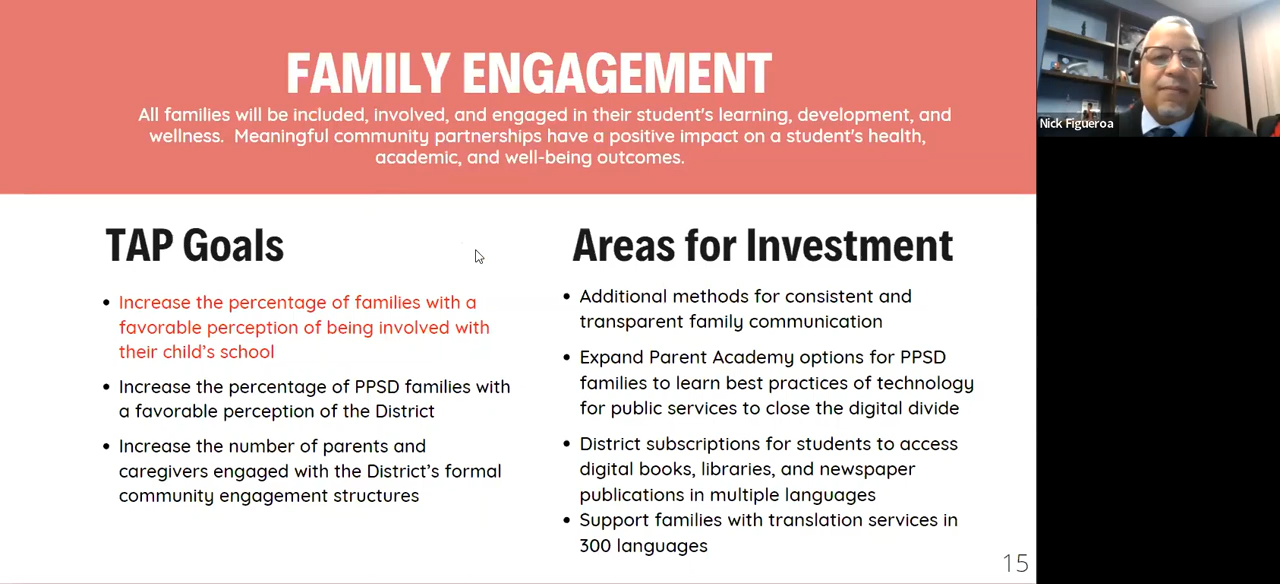 FAMILY ENGAGEMENT
All families will be included, involved, and engaged in their student's learning, development, and
wellness. Meaningful community partnerships have a positive impact on a student's health,
academic, and well-being outcomes.
TAP Goals
• Increase the percentage of families with a
favorable perception of being involved with
their child's school
• Increase the percentage of PPSD families with
a favorable perception of the District
• Increase the number of parents and
caregivers engaged with the District's formal
community engagement structures
Areas for Investment
• Additional methods for consistent and
transparent family communication
• Expand Parent Academy options for PPSD
families to learn best practices of technology
for public services to close the digital divide
• District subscriptions for students to access
digital books, libraries, and newspaper
publications in multiple languages
• Support families with translation services in
300 languages
15
Nick Figueroa